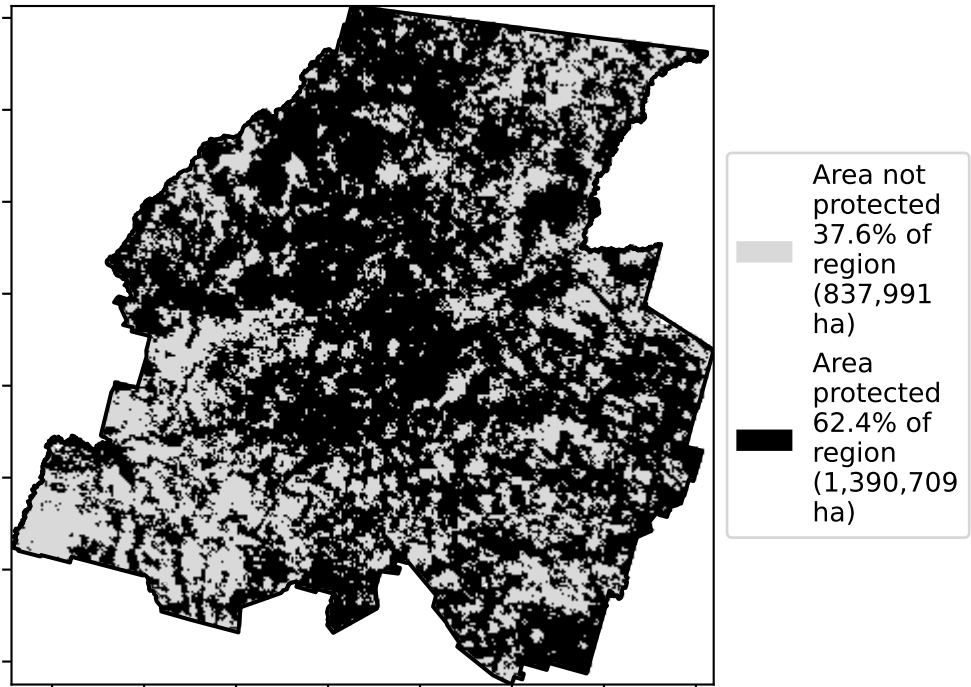 Area not
protected
37.6% of
region
(837,991
ha)
Area
protected
62.4% of
region
(1,390,709
ha)